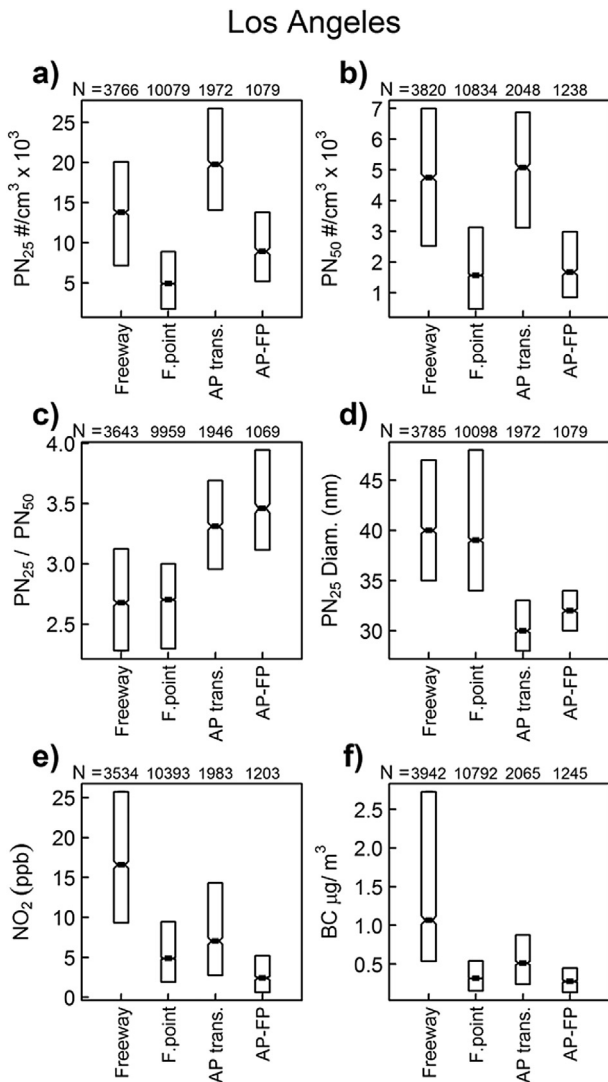 Los Angeles
a)
N = 3766 10079 1972 1079
PN25 #/cm³ x 10³
25
20
15
10
5
Freeway
F.point
AP trans.
AP-FP
b)
N = 3820 10834 2048 1238
PN50 #/cm³ x 10³
7
6
5
4
3
2
1
Freeway
F.point
AP trans.
AP-FP
c)
N = 3643 9959 1946 1069
PN25 / PN50
4.0
3.5
3.0
2.5
Freeway
F.point
AP trans.
AP-FP
d)
N = 3785 10098 1972 1079
PN25 Diam. (nm)
45
40
35
30
Freeway
F.point
AP trans.
AP-FP
e)
N = 3534 10393 1983 1203
NO2 (ppb)
25
20
15
10
5
0
Freeway
F.point
AP trans.
AP-FP
f)
N = 3942 10792 2065 1245
BC µg/ m³
2.5
2.0
1.5
1.0
0.5
Freeway
F.point
AP trans.
AP-FP